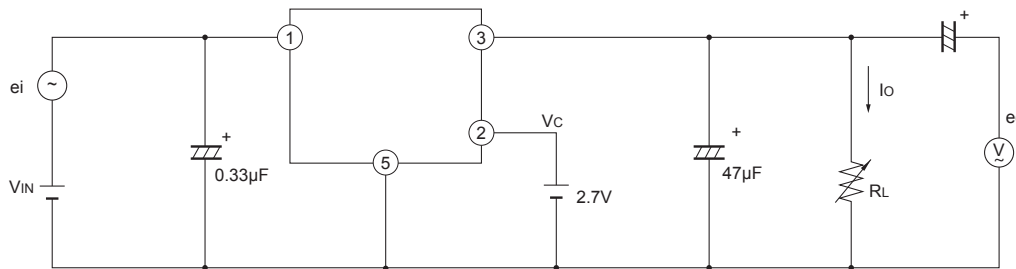 +
1
3
ei
~
+
IO
2
VC
e
V
~
+
0.33µF
5
+
47µF
VIN
2.7V
RL